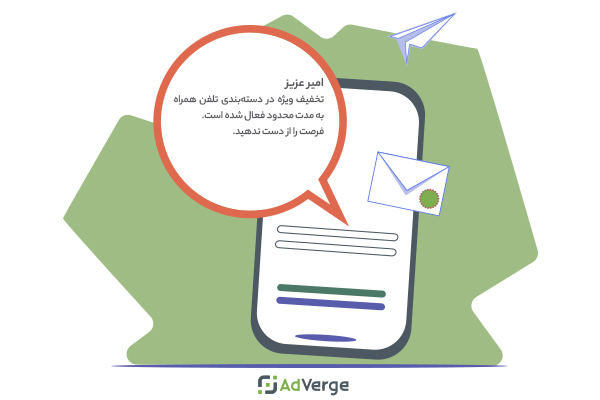 امیر عزیز
تخفیف ویژه در دسته‌بندی تلفن همراه
به مدت محدود فعال شده است.
فرصت را از دست ندهید.
AdVerge